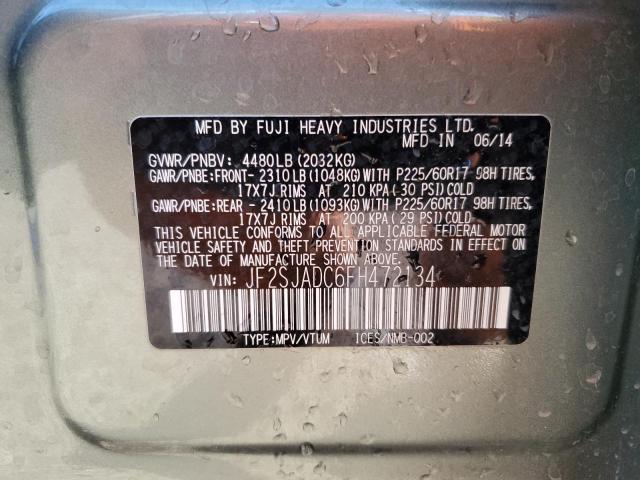 MFD BY FUJI HEAVY INDUSTRIES LTD.
MFD IN 06/14
GVWR/PNBV: 4480LB(2032KG)
GAWR/PNBE:FRONT- 2310LB(1048KG)WITH P225/60R17 98H TIRES,
17X7J RIMS AT 210 KPA(30 PSI)COLD
GAWR/PNBE:REAR - 2410LB(1093KG)WITH P225/60R17 98H TIRES,
17X7J RIMS AT 200 KPA(29 PSI)COLD
THIS VEHICLE CONFORMS TO ALL APPLICABLE FEDERAL MOTOR
VEHICLE SAFETY AND THEFT PREVENTION STANDARDS IN EFFECT ON
THE DATE OF MANUFACTURE SHOWN ABOVE.
VIN: JF2SJADC6FH472134
TYPE:MPV/VTUM ICES/NMB-002